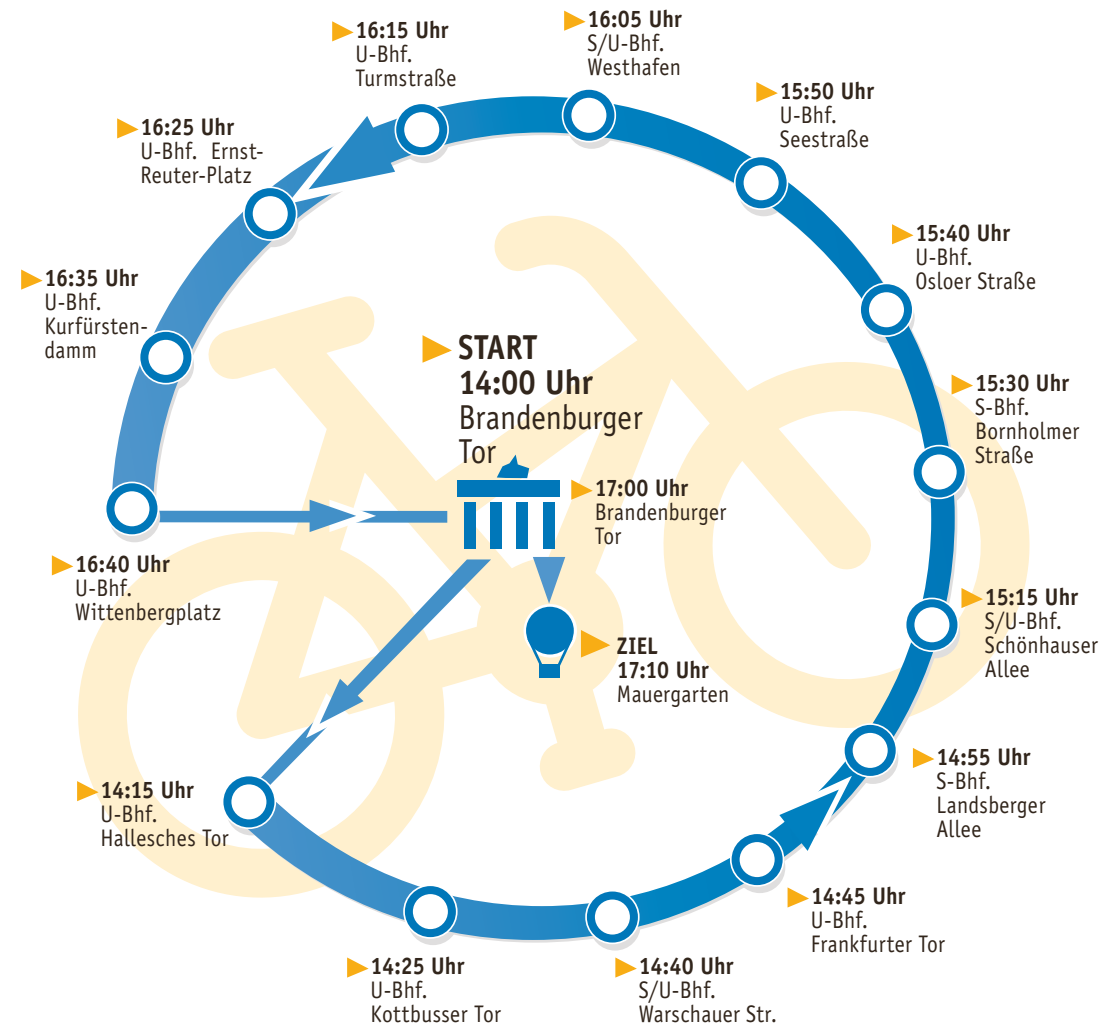 START
14:00 Uhr
Brandenburger
Tor
14:15 Uhr
U-Bhf.
Hallesches Tor
14:25 Uhr
U-Bhf.
Kottbusser Tor
14:40 Uhr
S/U-Bhf.
Warschauer Str.
14:45 Uhr
U-Bhf.
Frankfurter Tor
14:55 Uhr
S-Bhf.
Landsberger
Allee
15:15 Uhr
S/U-Bhf.
Schönhauser
Allee
15:30 Uhr
S-Bhf.
Bornholmer
Straße
15:40 Uhr
U-Bhf.
Osloer Straße
15:50 Uhr
U-Bhf.
Seestraße
16:05 Uhr
S/U-Bhf.
Westhafen
16:15 Uhr
U-Bhf.
Turmstraße
16:25 Uhr
U-Bhf. Ernst-
Reuter-Platz
16:35 Uhr
U-Bhf.
Kurfürsten-
damm
16:40 Uhr
U-Bhf.
Wittenbergplatz
17:00 Uhr
Brandenburger
Tor
ZIEL
17:10 Uhr
Mauergarten